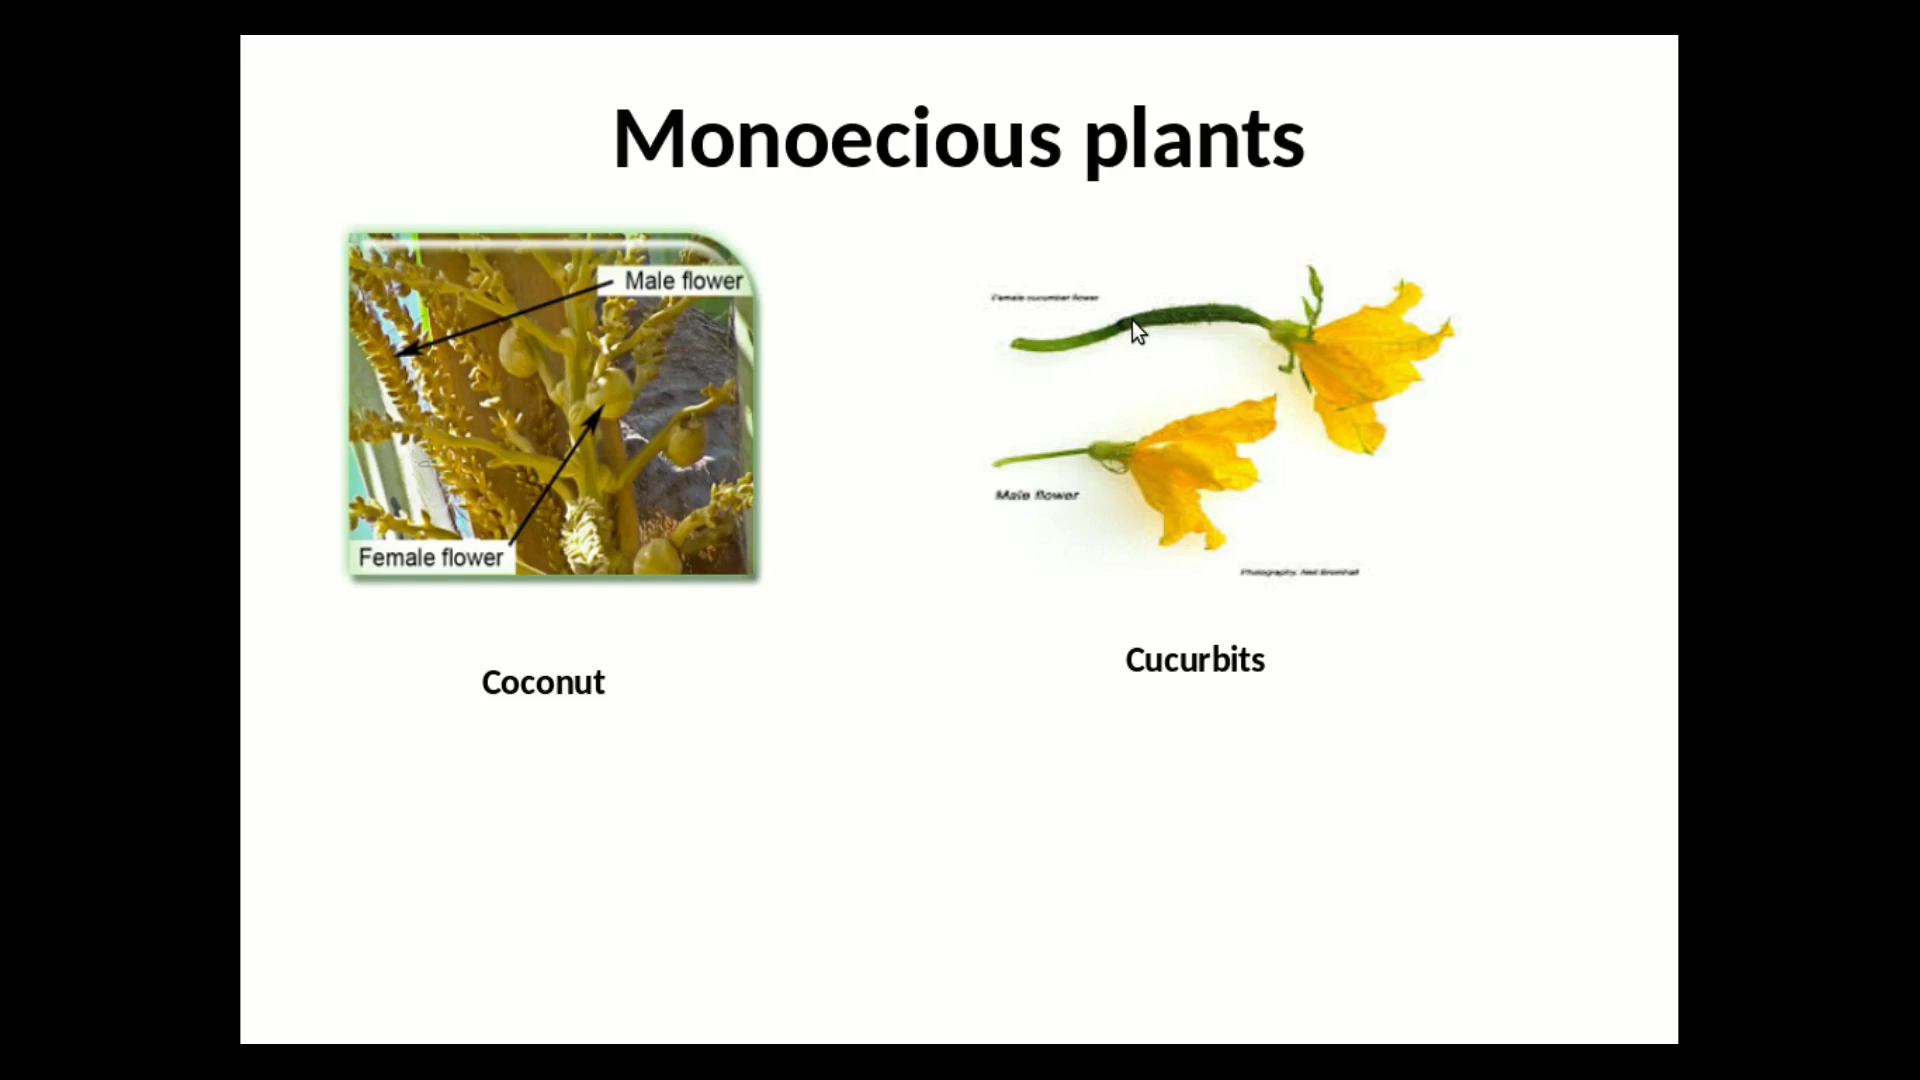 Monoecious plants
Male flower
Female flower
Female cucumber flower
Male flower
Photography: Neil Bromhall
Coconut
Cucurbits